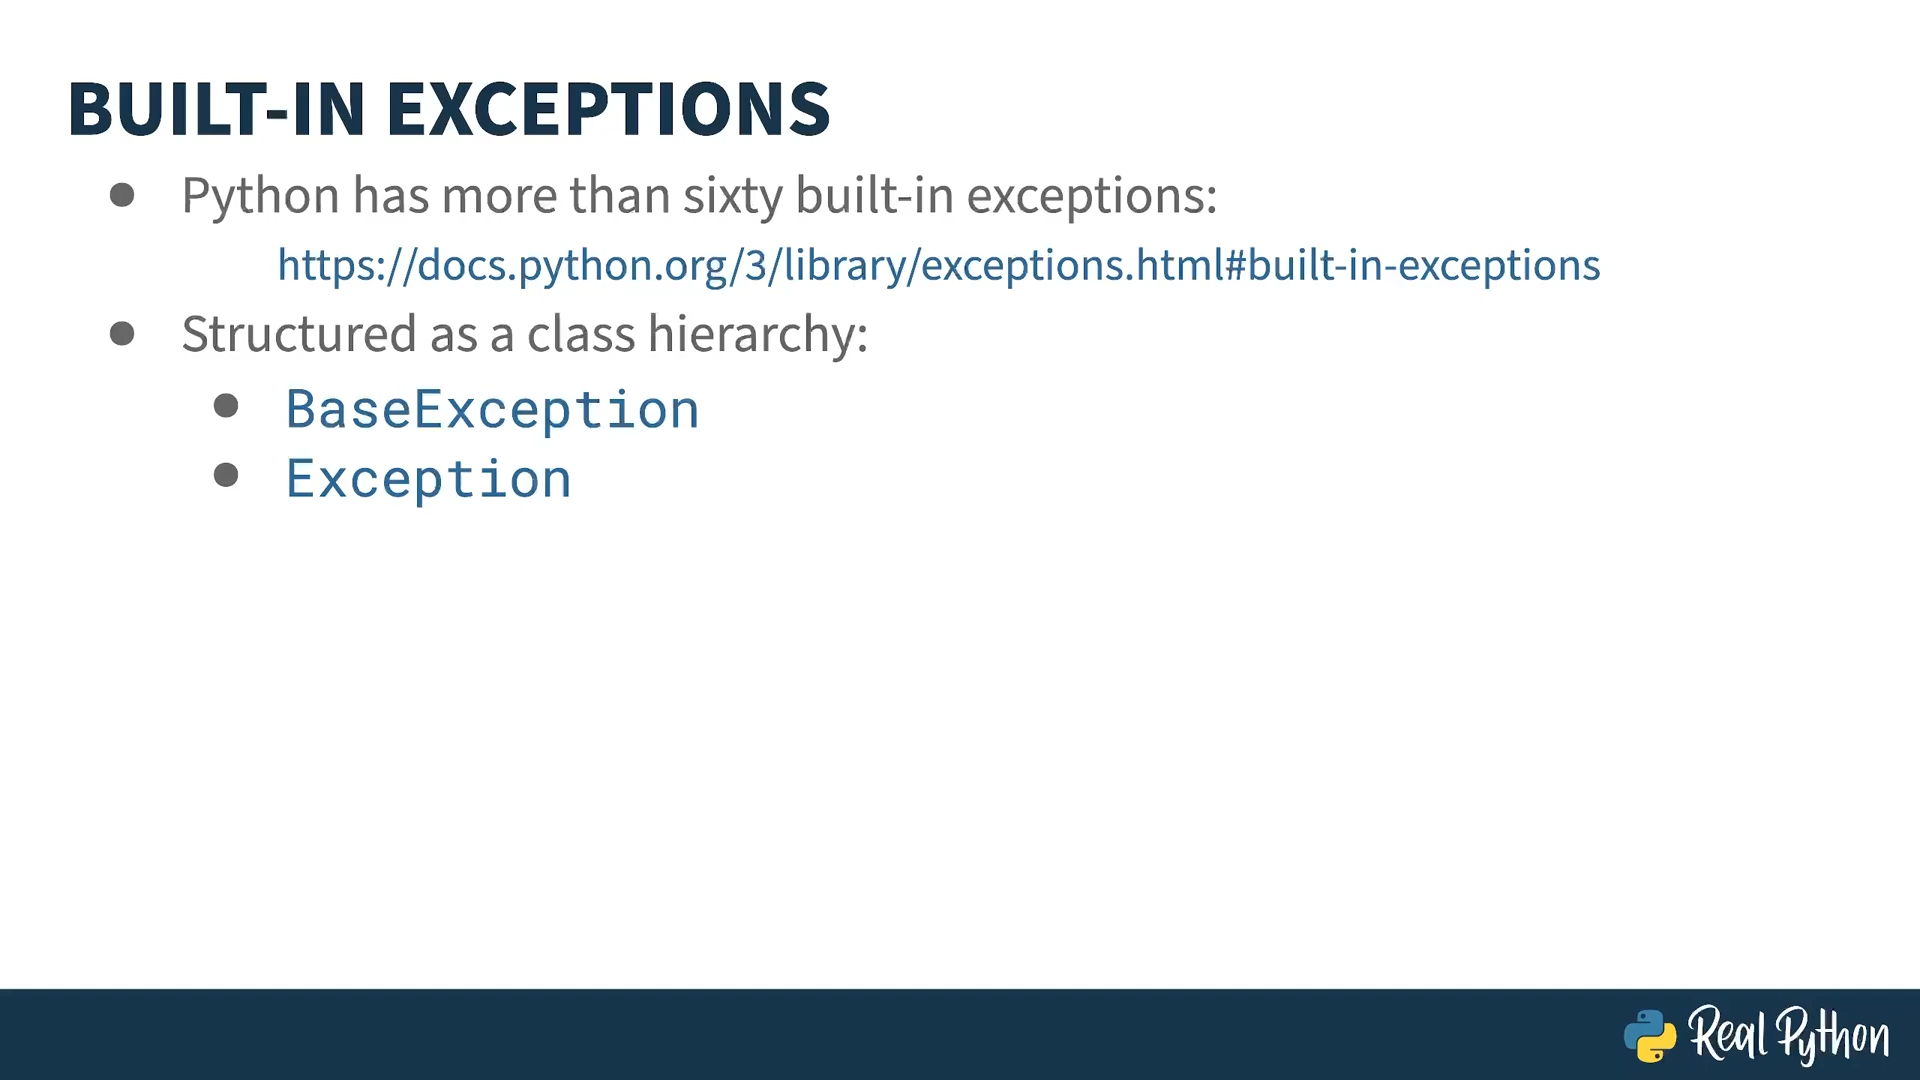 BUILT-IN EXCEPTIONS
Python has more than sixty built-in exceptions:
https://docs.python.org/3/library/exceptions.html#built-in-exceptions
Structured as a class hierarchy:
BaseException
Exception
Real Python